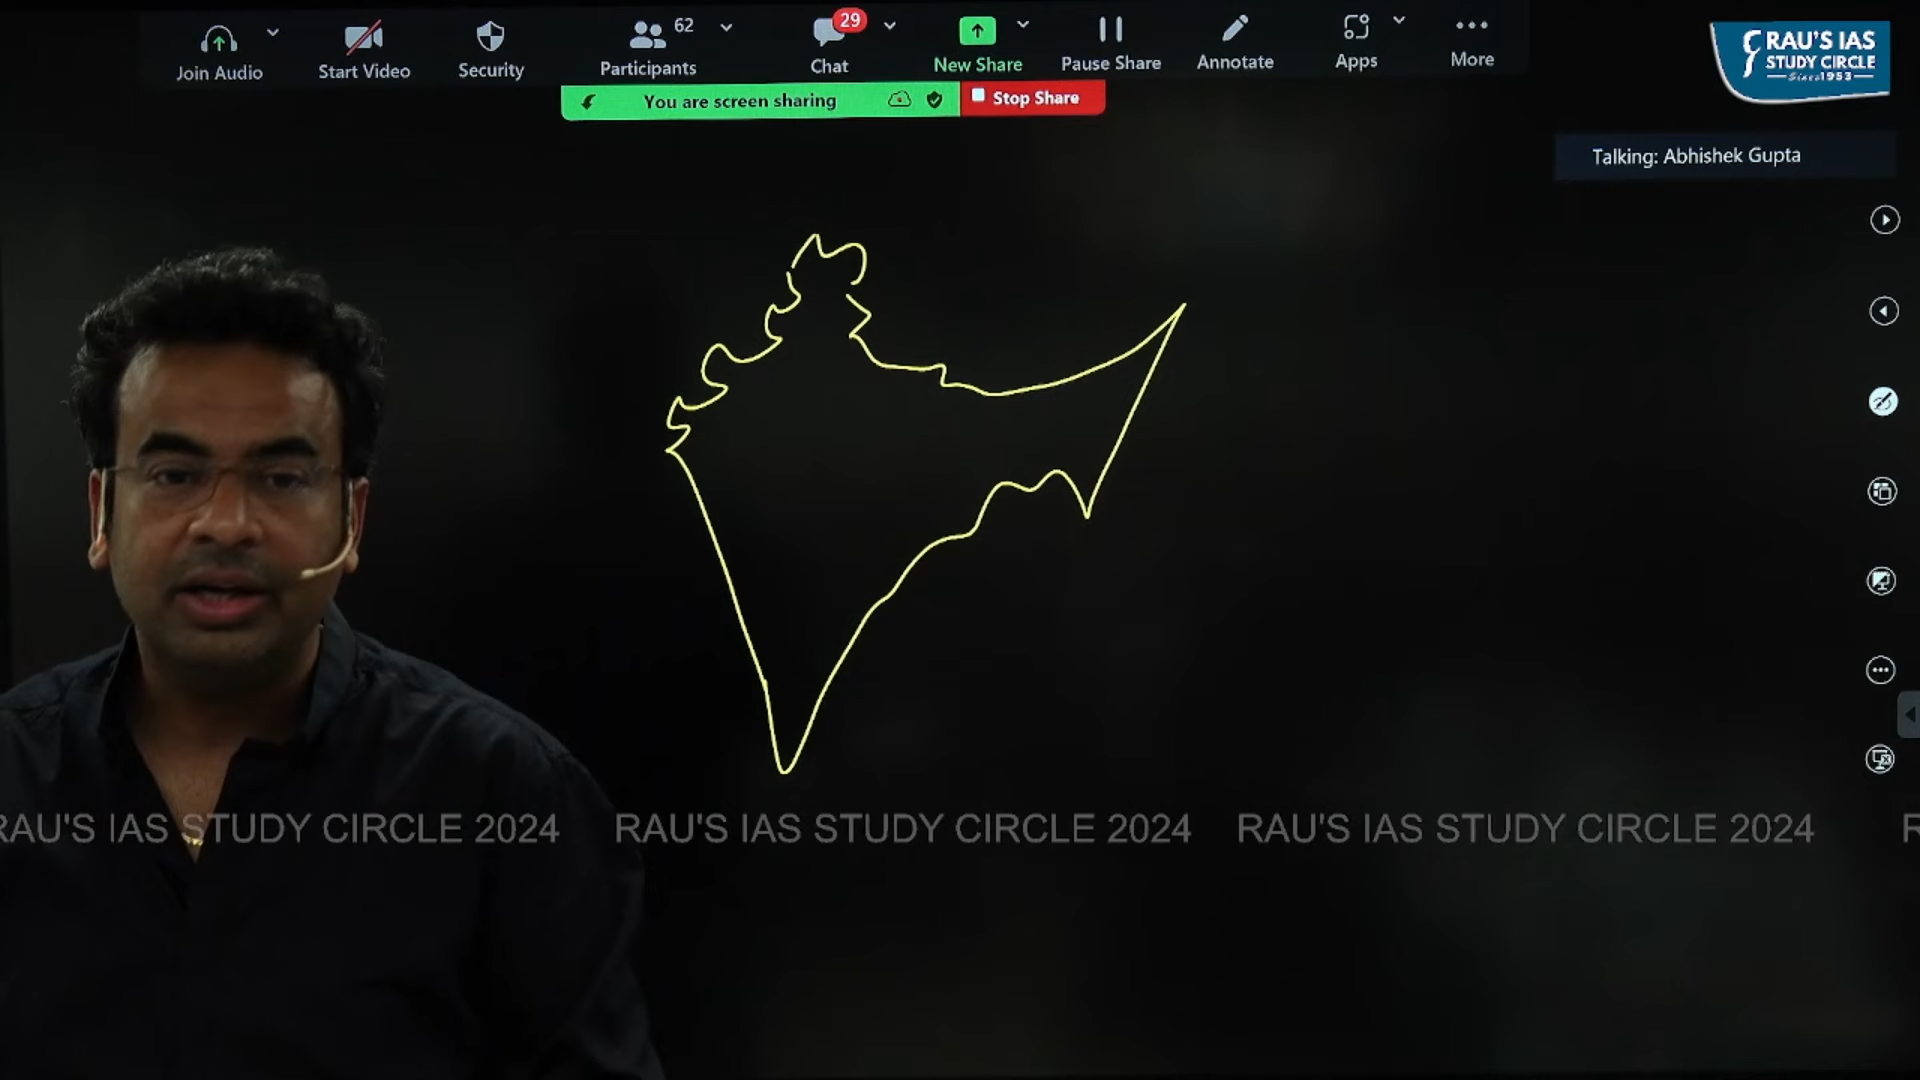 Join Audio
Start Video
Security
Participants
62
Chat
29
New Share
Pause Share
Annotate
Apps
More
You are screen sharing
Stop Share
RAU'S IAS
STUDY CIRCLE
Since 1953
Talking: Abhishek Gupta
RAU'S IAS STUDY CIRCLE 2024 RAU'S IAS STUDY CIRCLE 2024 RAU'S IAS STUDY CIRCLE 2024 R